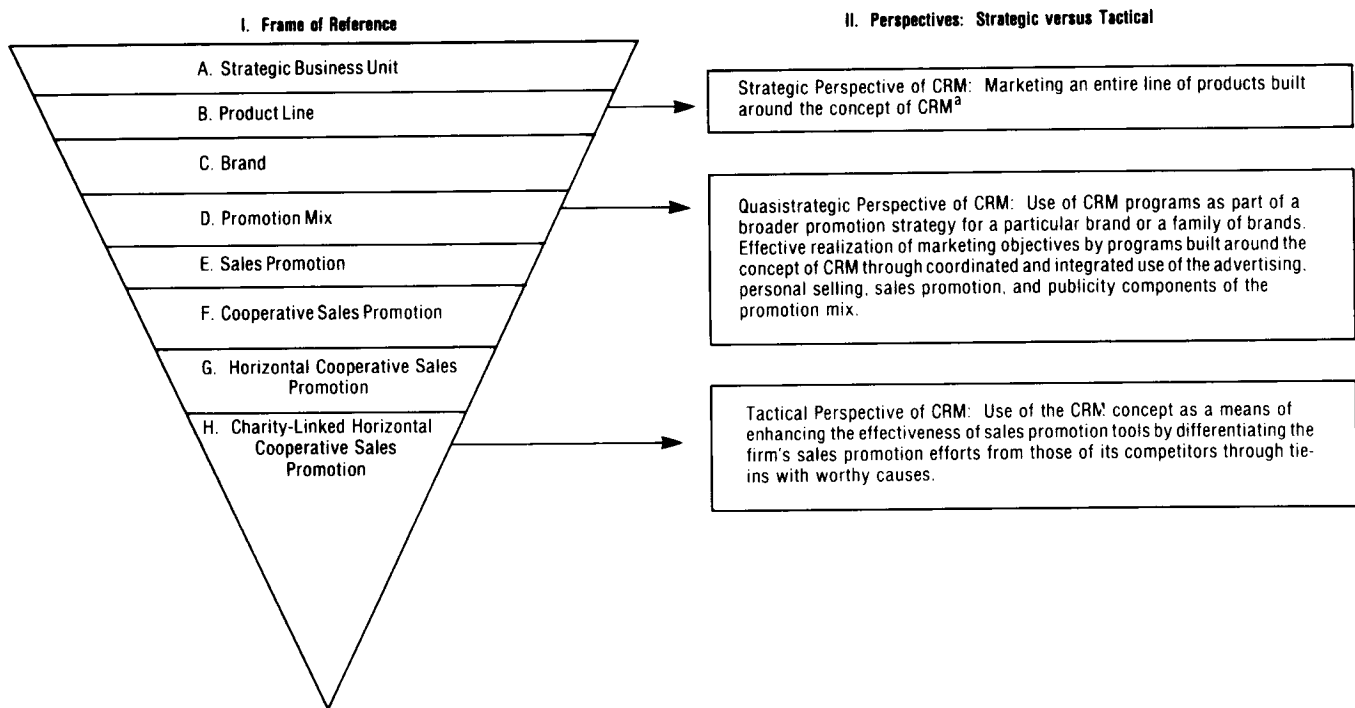 I. Frame of Reference
A. Strategic Business Unit
B. Product Line
C. Brand
D. Promotion Mix
E. Sales Promotion
F. Cooperative Sales Promotion
G. Horizontal Cooperative Sales
Promotion
H. Charity-Linked Horizontal
Cooperative Sales
Promotion
II. Perspectives: Strategic versus Tactical
Strategic Perspective of CRM: Marketing an entire line of products built
around the concept of CRMª
Quasistrategic Perspective of CRM: Use of CRM programs as part of a
broader promotion strategy for a particular brand or a family of brands.
Effective realization of marketing objectives by programs built around the
concept of CRM through coordinated and integrated use of the advertising,
personal selling, sales promotion, and publicity components of the
promotion mix.
Tactical Perspective of CRM: Use of the CRM concept as a means of
enhancing the effectiveness of sales promotion tools by differentiating the
firm's sales promotion efforts from those of its competitors through tie-
ins with worthy causes.